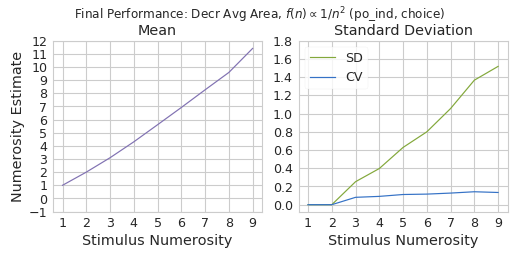 Final Performance: Decr Avg Area, f(n) ∝ 1/n² (po_ind, choice)
Mean
Numerosity Estimate
12
11
10
9
8
7
6
5
4
3
2
1
0
−1
1 2 3 4 5 6 7 8 9
Stimulus Numerosity
Standard Deviation
SD
CV
1.8
1.6
1.4
1.2
1.0
0.8
0.6
0.4
0.2
0.0
1 2 3 4 5 6 7 8 9
Stimulus Numerosity